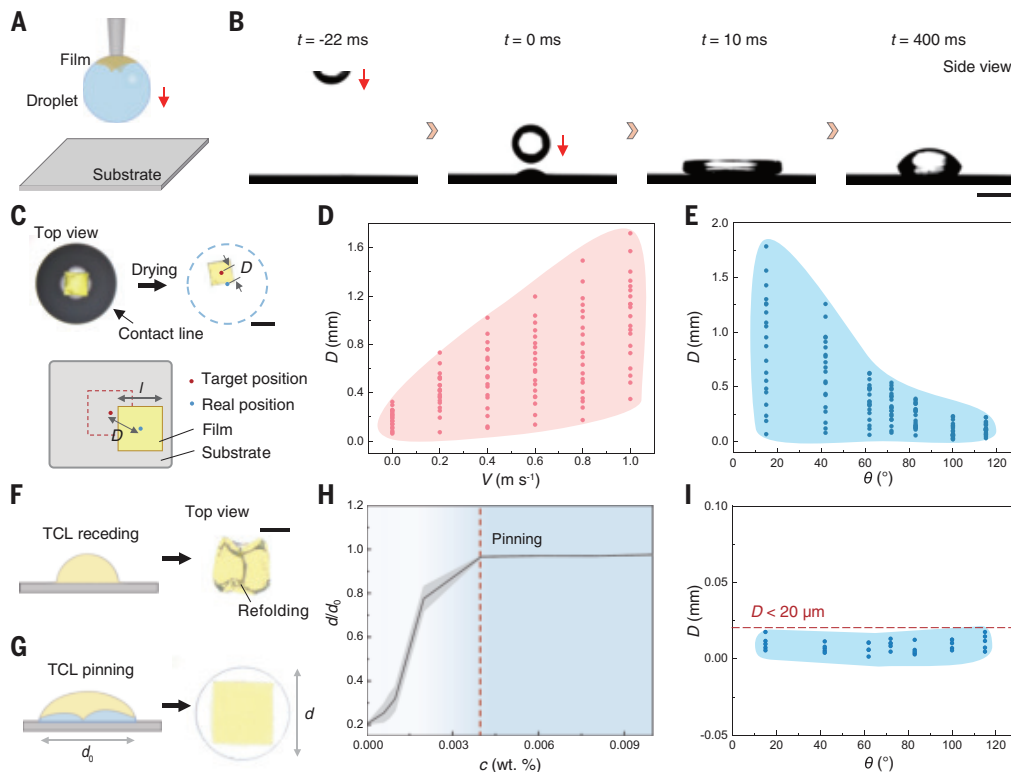 A
Film
Droplet
Substrate
B
t = -22 ms
t = 0 ms
t = 10 ms
t = 400 ms
Side view
C
Top view
Drying
D
Contact line
l
D
Target position
Real position
Film
Substrate
D
D (mm)
1.6
1.2
0.8
0.4
0.0
0.0 0.2 0.4 0.6 0.8 1.0
V (m s⁻¹)
E
D (mm)
2.0
1.5
1.0
0.5
0.0
0 20 40 60 80 100 120
θ (°)
F
TCL receding
Top view
Refolding
G
TCL pinning
d₀
d
H
d/d₀
1.2
1.0
0.8
0.6
0.4
0.2
Pinning
0.000 0.003 0.006 0.009
c (wt. %)
I
D (mm)
0.10
0.05
0.00
-0.05
D < 20 μm
0 20 40 60 80 100 120
θ (°)